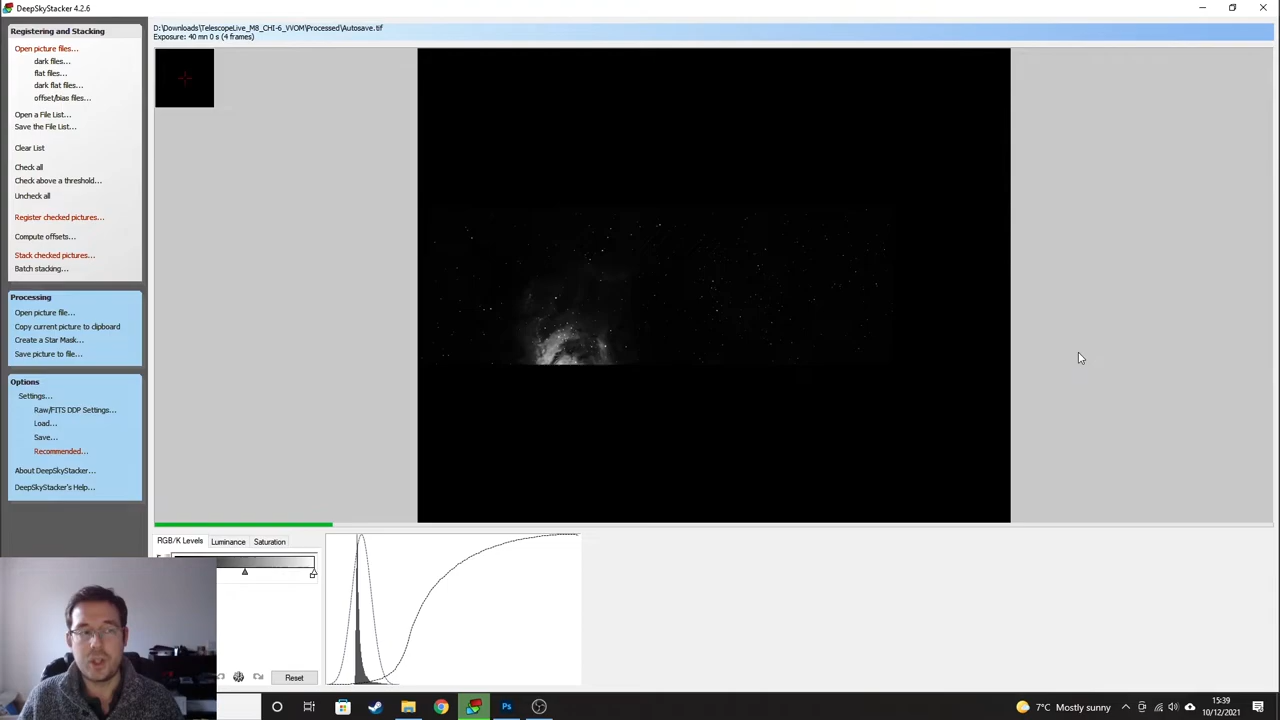 DeepSkyStacker 4.2.6
Registering and Stacking
Open picture files...
dark files...
flat files...
dark flat files...
offset/bias files...
Open a File List...
Save the File List...
Clear List
Check all
Check above a threshold...
Uncheck all
Register checked pictures...
Compute offsets...
Stack checked pictures...
Batch stacking...
Processing
Open picture file...
Copy current picture to clipboard
Create a Star Mask...
Save picture to file...
Options
Settings...
Raw/FITS DDP Settings...
Load...
Save...
Recommended...
About DeepSkyStacker...
DeepSkyStacker's Help...
D:\Downloads\TelescopeLive_M8_CHI-6_VVOM\Processed\Autosave.tif
Exposure: 40 mn 0 s (4 frames)
RGB/K Levels
Luminance
Saturation
Reset
Ps
7°C Mostly sunny
15:39
10/12/2021